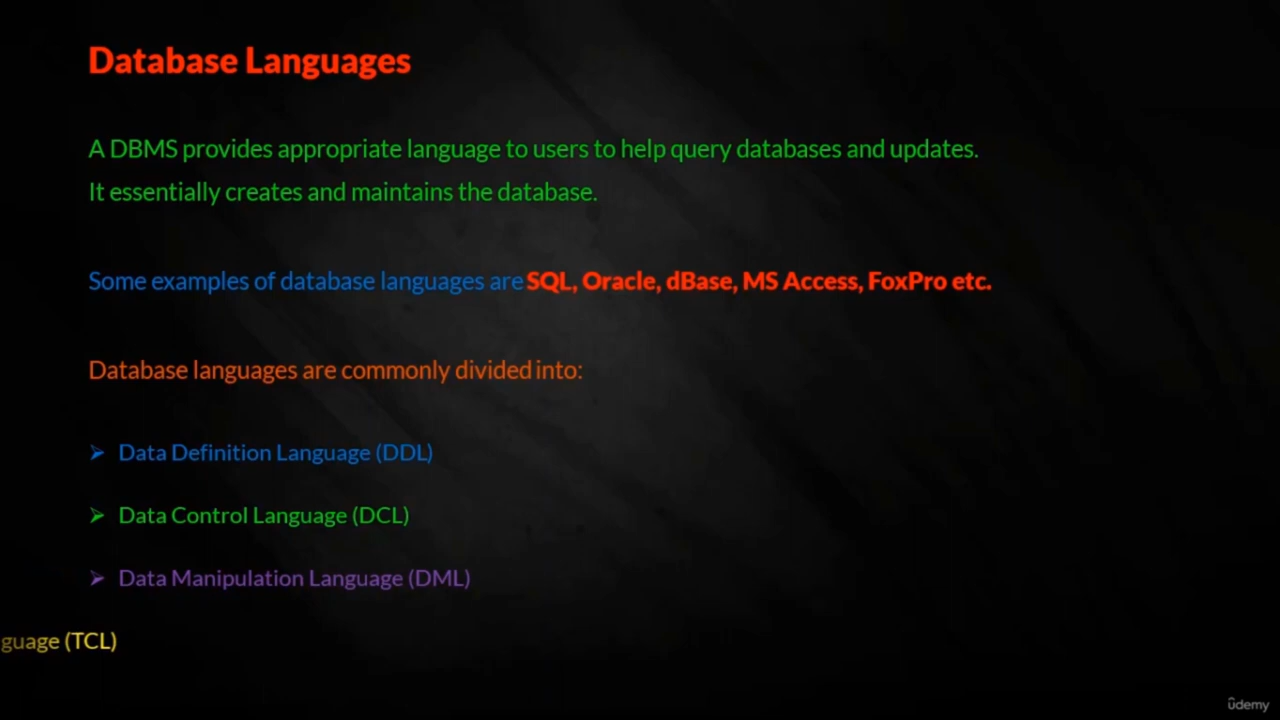 Database Languages
A DBMS provides appropriate language to users to help query databases and updates.
It essentially creates and maintains the database.
Some examples of database languages are SQL, Oracle, dBase, MS Access, FoxPro etc.
Database languages are commonly divided into:
➢ Data Definition Language (DDL)
➢ Data Control Language (DCL)
➢ Data Manipulation Language (DML)
guage (TCL)
ûdemy